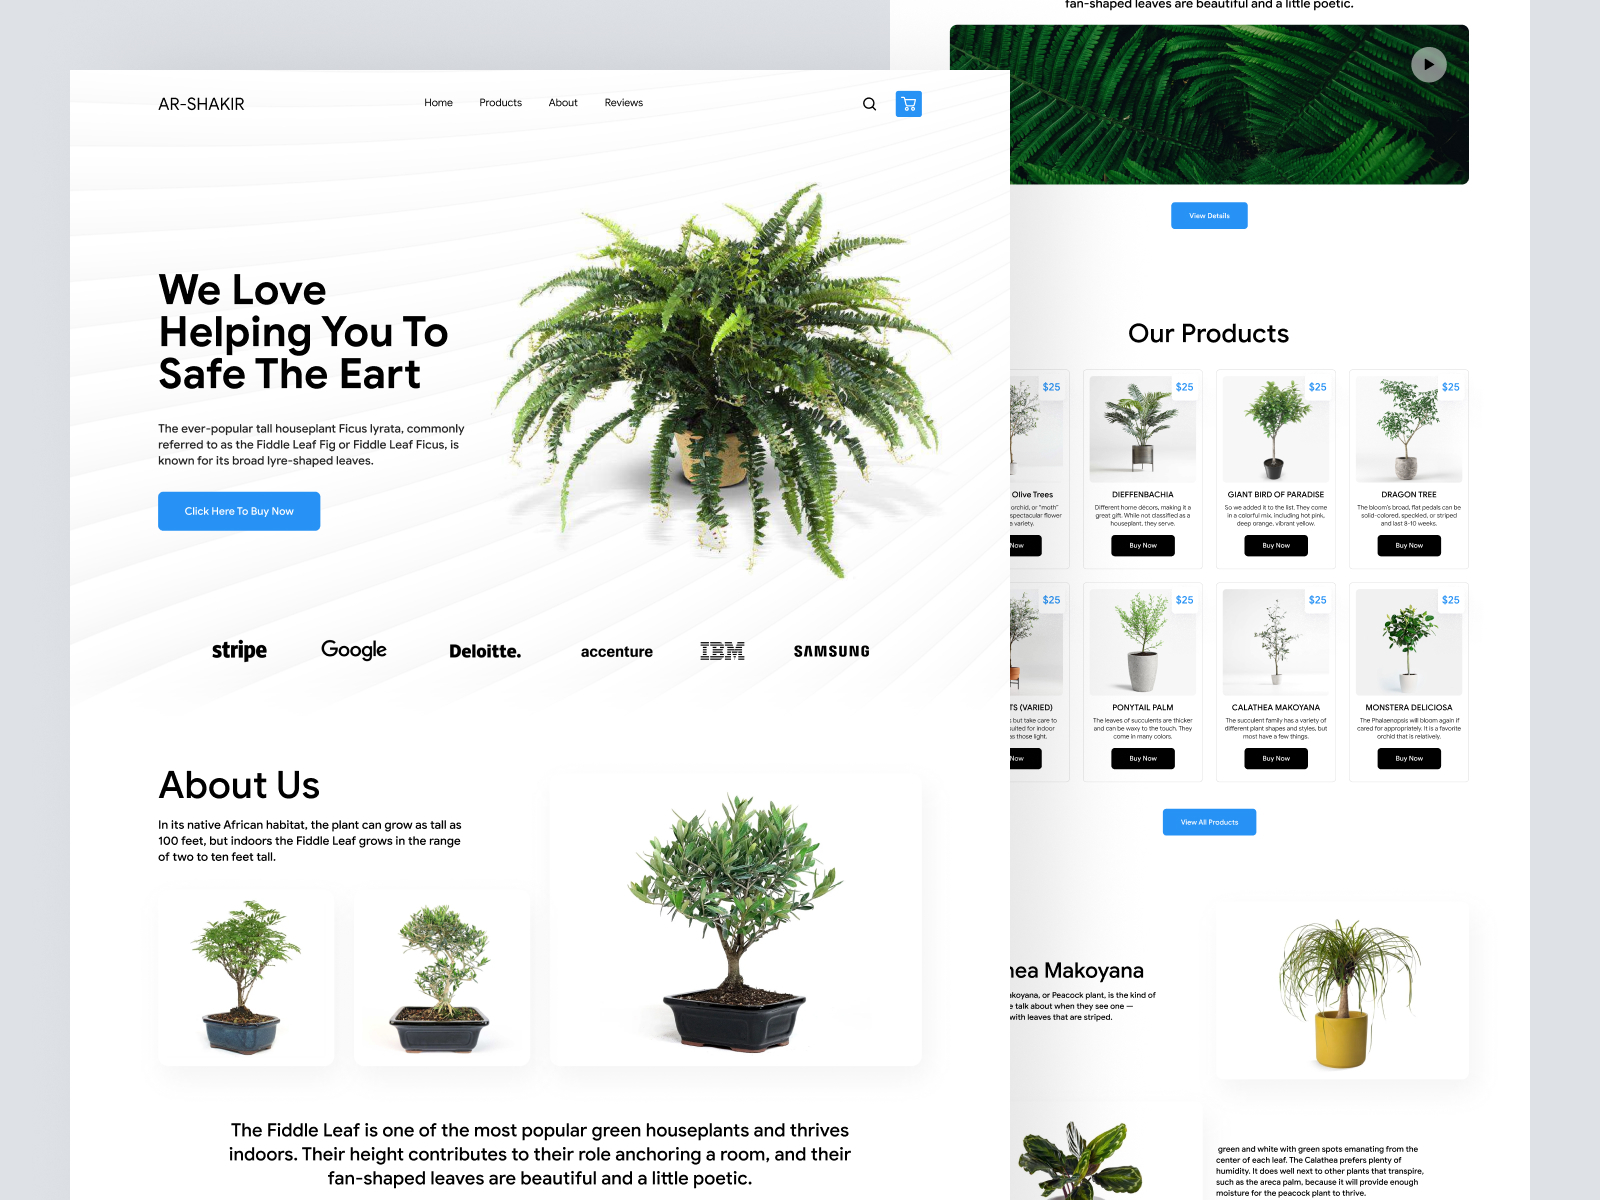 AR-SHAKIR
Home
Products
About
Reviews
We Love
Helping You To
Safe The Eart
The ever-popular tall houseplant Ficus lyrata, commonly
referred to as the Fiddle Leaf Fig or Fiddle Leaf Ficus, is
known for its broad lyre-shaped leaves.
Click Here To Buy Now
stripe
Google
Deloitte.
accenture
IBM
SAMSUNG
About Us
In its native African habitat, the plant can grow as tall as
100 feet, but indoors the Fiddle Leaf grows in the range
of two to ten feet tall.
The Fiddle Leaf is one of the most popular green houseplants and thrives
indoors. Their height contributes to their role anchoring a room, and their
fan-shaped leaves are beautiful and a little poetic.
fan-shaped leaves are beautiful and a little poetic.
View Details
Our Products
$25
Olive Trees
orchid, or "moth"
spectacular flower
a variety.
Now
$25
DIEFFENBACHIA
Different home décors, making it a
great gift. While not classified as a
houseplant, they serve.
Buy Now
$25
GIANT BIRD OF PARADISE
So we added it to the list. They come
in a colorful mix. Including hot pink,
deep orange, vibrant yellow.
Buy Now
$25
DRAGON TREE
The bloom's broad, flat pedals can be
solid-colored, speckled, or striped
and last 8-10 weeks.
Buy Now
$25
TS (VARIED)
but take care to
suited for indoor
as those light.
Now
$25
PONYTAIL PALM
The leaves of succulents are thicker
and can be waxy to the touch. They
come in many colors.
Buy Now
$25
CALATHEA MAKOYANA
The succulent family has a variety of
different plant shapes and styles, but
most have a few things.
Buy Now
$25
MONSTERA DELICIOSA
The Phalaenopsis will bloom again if
cared for appropriately. It is a favorite
orchid that is relatively.
Buy Now
View All Products
hea Makoyana
akoyana, or Peacock plant, is the kind of
e talk about when they see one —
with leaves that are striped.
green and white with green spots emanating from the
center of each leaf. The Calathea prefers plenty of
humidity. It does well next to other plants that transpire,
such as the areca palm, because it will provide enough
moisture for the peacock plant to thrive.